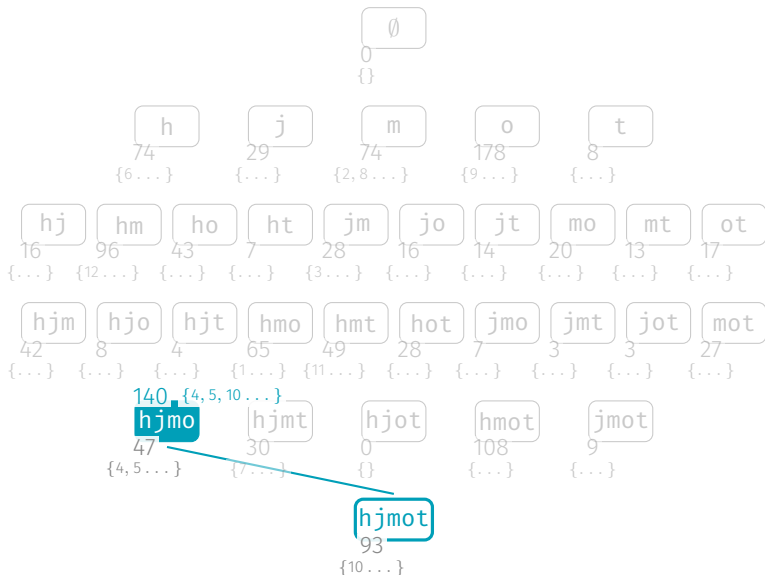 ∅
0
{}
h j m o t
74 29 74 178 8
{6...} {...} {2, 8...} {9...} {...}
hj hm ho ht jm jo jt mo mt ot
16 96 43 7 28 16 14 20 13 17
{...} {12...} {...} {...} {3...} {...} {...} {...} {...} {...}
hjm hjo hjt hmo hmt hot jmo jmt jot mot
42 8 4 65 49 28 7 3 3 27
{...} {...} {...} {1...} {11...} {...} {...} {...} {...} {...}
140 {4, 5, 10...}
hjmo hjmt hjot hmot jmot
47 30 0 108 9
{4, 5...} {7...} {} {...} {...}
hjmot
93
{10...}